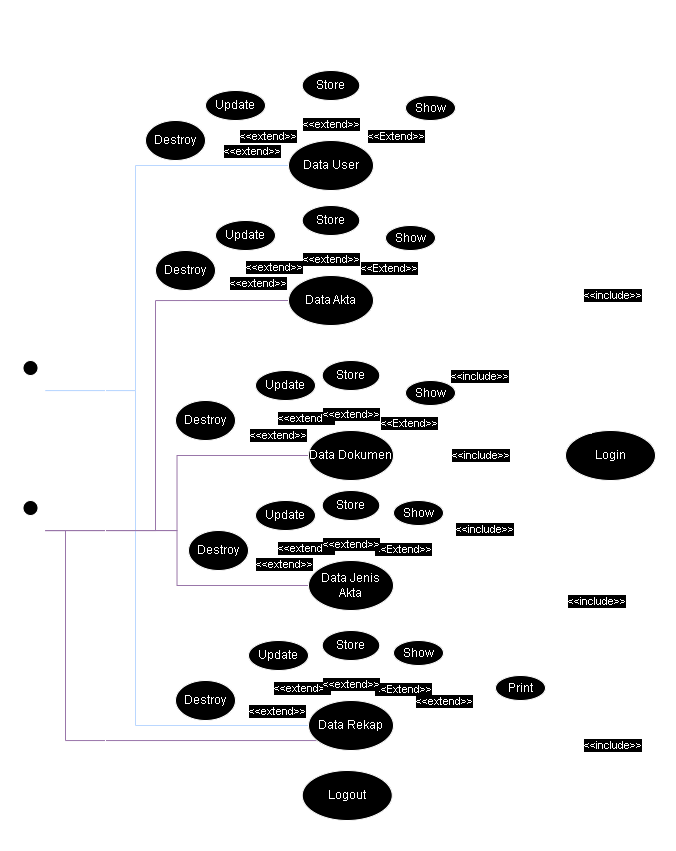 Store
Update
Show
<<extend>>
Destroy
<<extend>>
<<Extend>>
<<extend>>
Data User
Store
Update
Show
<<extend>>
Destroy
<<extend>>
<<Extend>>
<<extend>>
<<include>>
Data Akta
Store
<<include>>
Update
Show
<<extend>>
Destroy
<<extend
<<Extend>>
<<extend>>
Data Dokumen
<<include>>
Login
Store
Update
Show
<<include>>
<<extend>>
Destroy
<<extend
.<Extend>>
<<extend>>
Data Jenis
Akta
<<include>>
Store
Update
Show
<<extend>>
<<extend>
.<Extend>>
Print
Destroy
<<extend>>
<<extend>>
Data Rekap
<<include>>
Logout